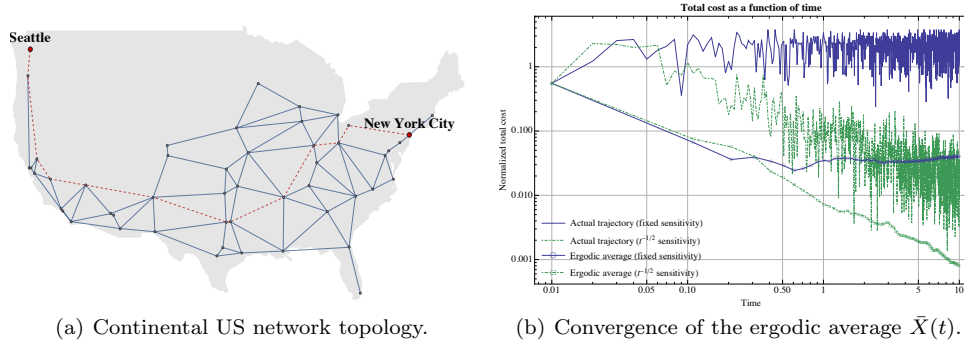 Seattle
New York City
(a) Continental US network topology.
Total cost as a function of time
Normalized total cost
1
0.100
0.010
0.001
Actual trajectory (fixed sensitivity)
Actual trajectory (t^{-1/2} sensitivity)
Ergodic average (fixed sensitivity)
Ergodic average (t^{-1/2} sensitivity)
0.01 0.05 0.10 0.50 1 5 10
Time
(b) Convergence of the ergodic average X̄(t).